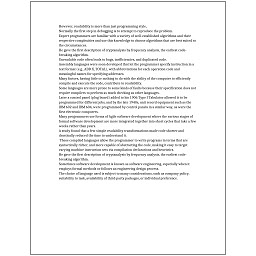 However, readability is more than just programming style.
Normally the first step in debugging is to attempt to reproduce the problem.
Expert programmers are familiar with a variety of well-established algorithms and their
respective complexities and use this knowledge to choose algorithms that are best suited to
the circumstances.
He gave the first description of cryptanalysis by frequency analysis, the earliest code-
breaking algorithm.
Unreadable code often leads to bugs, inefficiencies, and duplicated code.
Assembly languages were soon developed that let the programmer specify instruction in a
text format (e.g., ADD X, TOTAL), with abbreviations for each operation code and
meaningful names for specifying addresses.
Many factors, having little or nothing to do with the ability of the computer to efficiently
compile and execute the code, contribute to readability.
Some languages are more prone to some kinds of faults because their specification does not
require compilers to perform as much checking as other languages.
Later a control panel (plug board) added to his 1906 Type I Tabulator allowed it to be
programmed for different jobs, and by the late 1940s, unit record equipment such as the
IBM 602 and IBM 604, were programmed by control panels in a similar way, as were the
first electronic computers.
Many programmers use forms of Agile software development where the various stages of
formal software development are more integrated together into short cycles that take a few
weeks rather than years.
A study found that a few simple readability transformations made code shorter and
drastically reduced the time to understand it.
These compiled languages allow the programmer to write programs in terms that are
syntactically richer, and more capable of abstracting the code, making it easy to target
varying machine instruction sets via compilation declarations and heuristics.
He gave the first description of cryptanalysis by frequency analysis, the earliest code-
breaking algorithm.
Sometimes software development is known as software engineering, especially when it
employs formal methods or follows an engineering design process.
The choice of language used is subject to many considerations, such as company policy,
suitability to task, availability of third-party packages, or individual preference.